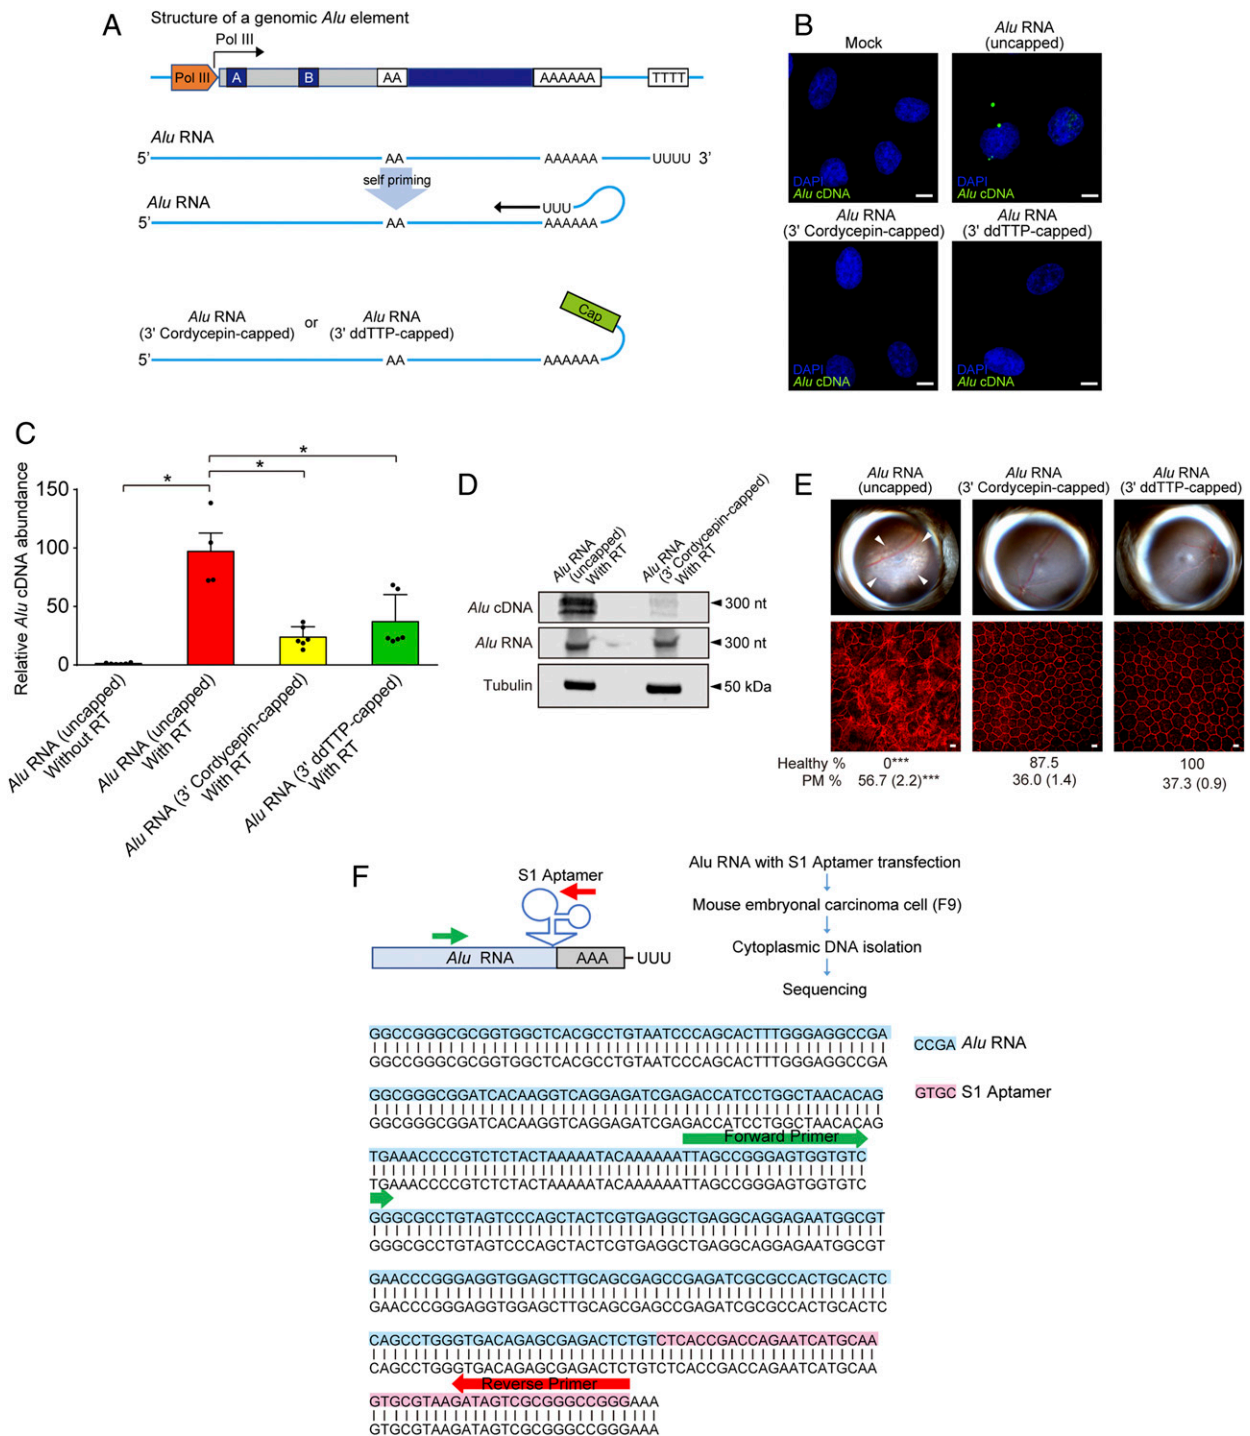 A
Structure of a genomic Alu element
Pol III
Pol III
A
B
AA
AAAAAA
TTTT
Alu RNA
5’
AA
AAAAAA
UUUU
3’
self priming
Alu RNA
UUU
5’
AA
AAAAAA
Alu RNA
(3’ Cordycepin-capped)
or
Alu RNA
(3’ ddTTP-capped)
Cap
5’
AA
AAAAAA
B
Mock
Alu RNA
(uncapped)
DAPI
Alu cDNA
DAPI
Alu cDNA
Alu RNA
(3’ Cordycepin-capped)
Alu RNA
(3’ ddTTP-capped)
DAPI
Alu cDNA
DAPI
Alu cDNA
C
Relative Alu cDNA abundance
150
100
50
0
*
*
*
Alu RNA (uncapped)
Without RT
Alu RNA (uncapped)
With RT
Alu RNA (3’ Cordycepin-capped)
With RT
Alu RNA (3’ ddTTP-capped)
With RT
D
Alu RNA
(uncapped)
With RT
Alu RNA
(3’ Cordycepin-capped)
With RT
Alu cDNA
300 nt
Alu RNA
300 nt
Tubulin
50 kDa
E
Alu RNA
(uncapped)
Alu RNA
(3’ Cordycepin-capped)
Alu RNA
(3’ ddTTP-capped)
Healthy %
0***
87.5
100
PM %
56.7 (2.2)***
36.0 (1.4)
37.3 (0.9)
F
S1 Aptamer
Alu RNA
AAA
UUU
Alu RNA with S1 Aptamer transfection
Mouse embryonal carcinoma cell (F9)
Cytoplasmic DNA isolation
Sequencing
GGCCGGGCGCGGTGGCTCACGCCTGTAATCCCAGCACTTTGGGAGGCCGA
GGCCGGGCGCGGTGGCTCACGCCTGTAATCCCAGCACTTTGGGAGGCCGA
CCGA Alu RNA
GTGC S1 Aptamer
GGCGGGCGGATCACAAGGTCAGGAGATCGAGACCATCCTGGCTAACACAG
GGCGGGCGGATCACAAGGTCAGGAGATCGAGACCATCCTGGCTAACACAG
Forward Primer
TGAAACCCCGTCTCTACTAAAAATACAAAAAATTAGCCGGGAGTGGTGTC
TGAAACCCCGTCTCTACTAAAAATACAAAAAATTAGCCGGGAGTGGTGTC
GGGCGCCTGTAGTCCCAGCTACTCGTGAGGCTGAGGCAGGAGAATGGCGT
GGGCGCCTGTAGTCCCAGCTACTCGTGAGGCTGAGGCAGGAGAATGGCGT
GAACCCGGGAGGTGGAGCTTGCAGCGAGCCGAGATCGCGCCACTGCACTC
GAACCCGGGAGGTGGAGCTTGCAGCGAGCCGAGATCGCGCCACTGCACTC
CAGCCTGGGTGACAGAGCGAGACTCTGTCTCACCGACCAGAATCATGCAA
CAGCCTGGGTGACAGAGCGAGACTCTGTCTCACCGACCAGAATCATGCAA
Reverse Primer
GTGCGTAAGATAGTCGCGGGCCGGGAAA
GTGCGTAAGATAGTCGCGGGCCGGGAAA